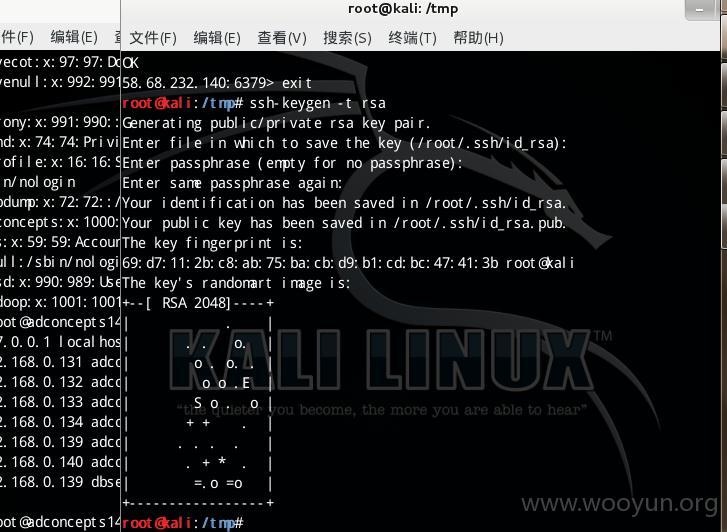 root@kali: /tmp
件(F) 编辑(E) 查
文件(F) 编辑(E) 查看(V) 搜索(S) 终端(T) 帮助(H)
vecot:x:97:97:Do
venull:x:992:991
rony:x:991:990::
nd:x:74:74:Privi
ofile:x:16:16:S
in/nologin
pdump:x:72:72::/
concepts:x:1000:
s:x:59:59:Accoun
ull:/sbin/nologi
sd:x:990:989:Use
doop:x:1001:1001
oot@adconcepts14
7.0.0.1 localhos
2.168.0.131 adcc
2.168.0.132 adcc
2.168.0.133 adcc
2.168.0.134 adcc
2.168.0.139 adcc
2.168.0.140 adcc
2.168.0.139 dbse
oot@adconcepts14
OK
58.68.232.140:6379> exit
root@kali:/tmp# ssh-keygen -t rsa
Generating public/private rsa key pair.
Enter file in which to save the key (/root/.ssh/id_rsa):
Enter passphrase (empty for no passphrase):
Enter same passphrase again:
Your identification has been saved in /root/.ssh/id_rsa.
Your public key has been saved in /root/.ssh/id_rsa.pub.
The key fingerprint is:
69:d7:11:2b:c8:ab:75:ba:cb:d9:b1:cd:bc:47:41:3b root@kali
The key's randomart image is:
+--[ RSA 2048]----+
|            .    |
|       . .   o.  |
|        o . o. . |
|         o o .E  |
|        S o .  o |
|       + +    .  |
|      . . .  .   |
|       . + * .   |
|        =.o =o   |
+-----------------+
root@kali:/tmp#
KALI LINUX™
“the quieter you become, the more you are able to hear”
www.wooyun.org